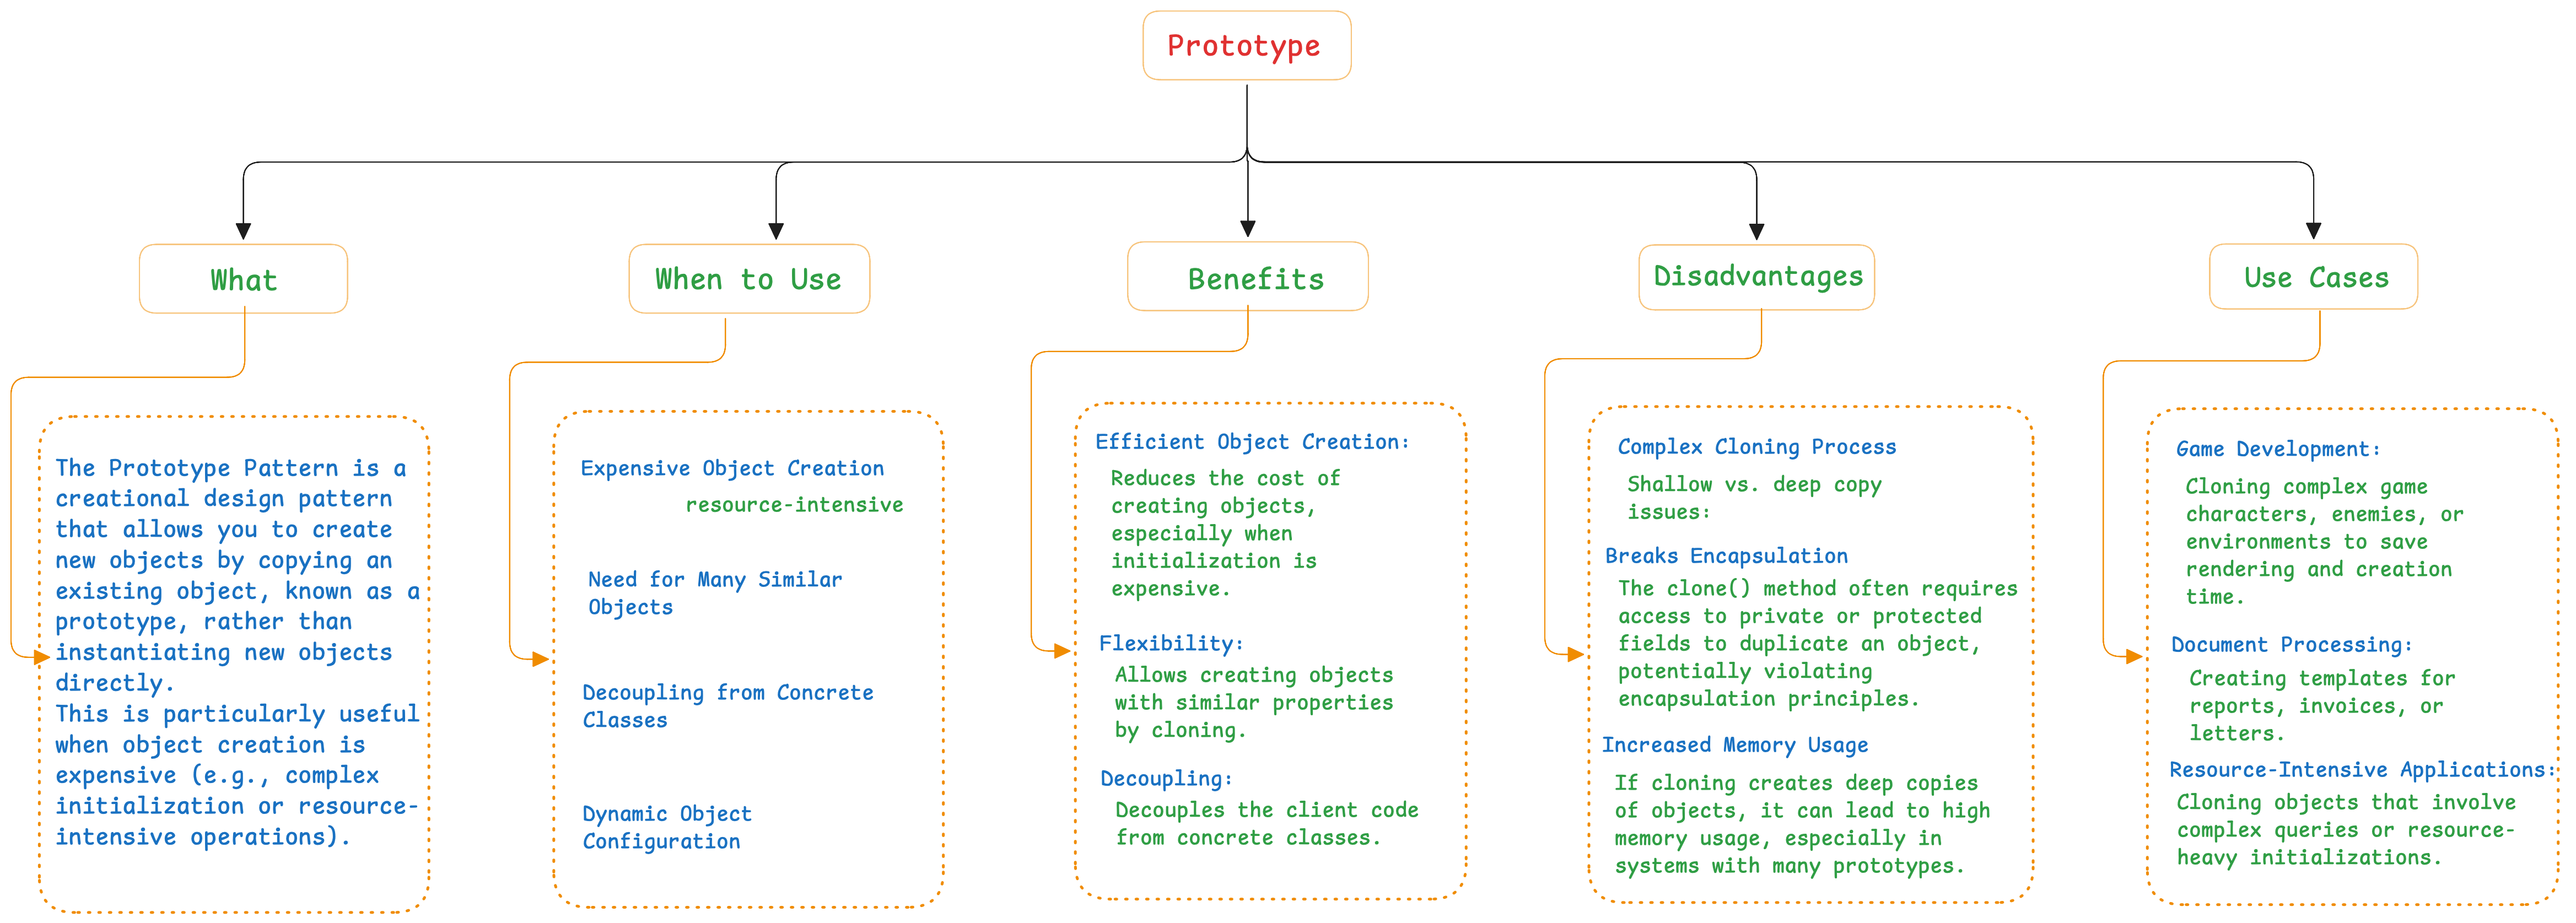 Prototype
What
When to Use
Benefits
Disadvantages
Use Cases
The Prototype Pattern is a
creational design pattern
that allows you to create
new objects by copying an
existing object, known as a
prototype, rather than
instantiating new objects
directly.
This is particularly useful
when object creation is
expensive (e.g., complex
initialization or resource-
intensive operations).
Expensive Object Creation
resource-intensive
Need for Many Similar
Objects
Decoupling from Concrete
Classes
Dynamic Object
Configuration
Efficient Object Creation:
Reduces the cost of
creating objects,
especially when
initialization is
expensive.
Flexibility:
Allows creating objects
with similar properties
by cloning.
Decoupling:
Decouples the client code
from concrete classes.
Complex Cloning Process
Shallow vs. deep copy
issues:
Breaks Encapsulation
The clone() method often requires
access to private or protected
fields to duplicate an object,
potentially violating
encapsulation principles.
Increased Memory Usage
If cloning creates deep copies
of objects, it can lead to high
memory usage, especially in
systems with many prototypes.
Game Development:
Cloning complex game
characters, enemies, or
environments to save
rendering and creation
time.
Document Processing:
Creating templates for
reports, invoices, or
letters.
Resource-Intensive Applications:
Cloning objects that involve
complex queries or resource-
heavy initializations.